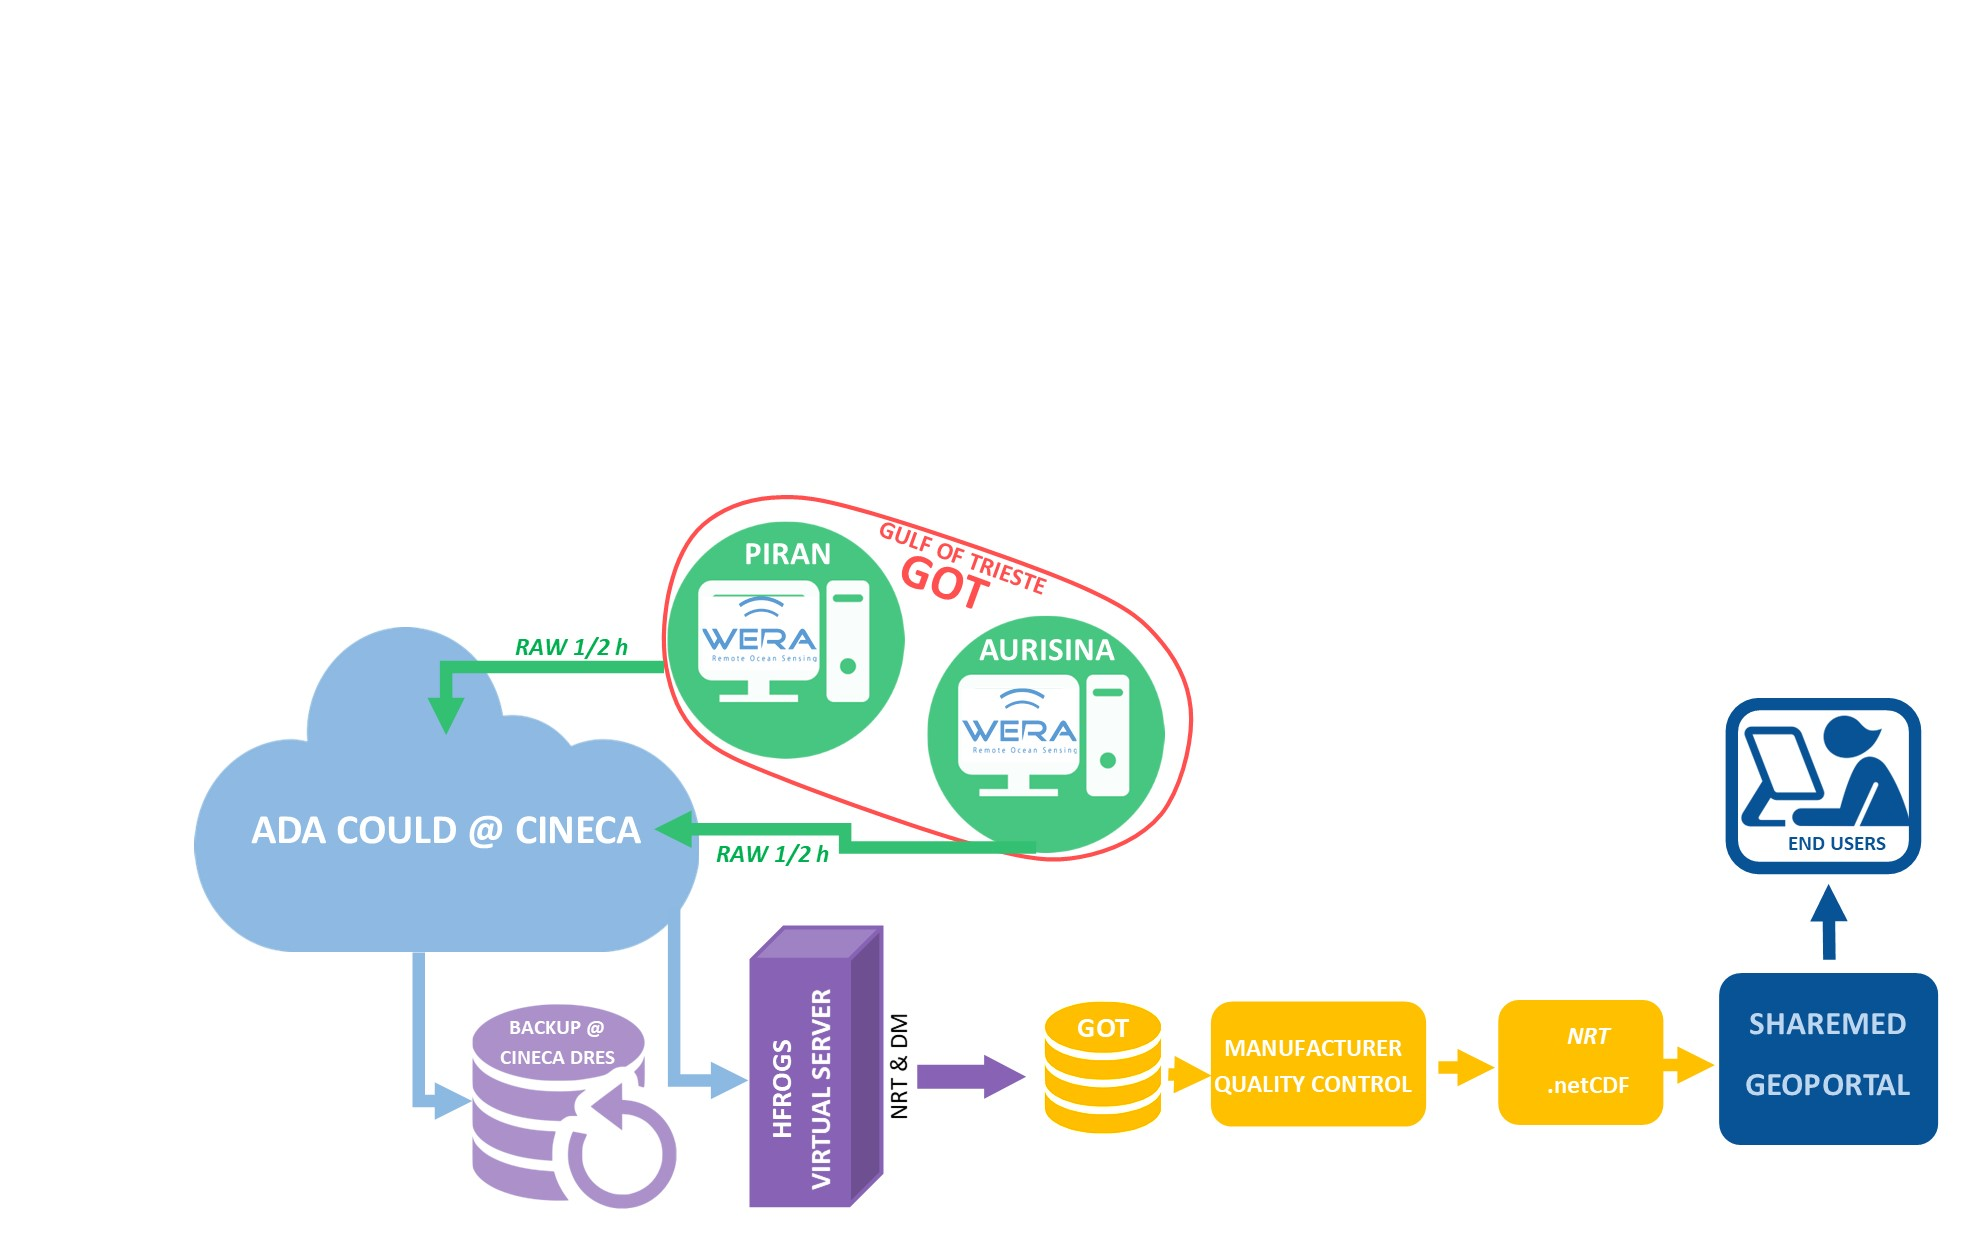 GULF OF TRIESTE
GOT
PIRAN
WERA
Remote Ocean Sensing
AURISINA
WERA
Remote Ocean Sensing
RAW 1/2 h
ADA COULD @ CINECA
RAW 1/2 h
END USERS
BACKUP @
CINECA DRES
HFROGS
VIRTUAL SERVER
NRT & DM
GOT
MANUFACTURER
QUALITY CONTROL
NRT
.netCDF
SHAREMED
GEOPORTAL